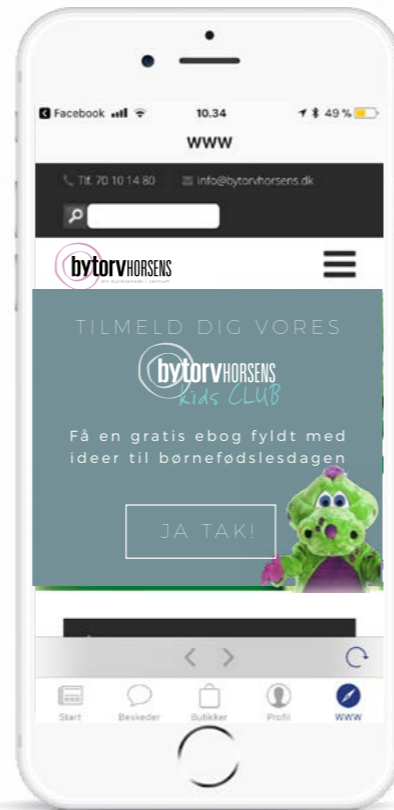 Facebook 10.34 49 %
WWW
Tlf. 70 10 14 80 info@bytorvhorsens.dk
bytorvHORSENS
TILMELD DIG VORES
bytorvHORSENS
kids CLUB
Få en gratis ebog fyldt med
ideer til børnefødslesdagen
JA TAK!
Start Beskeder Butikker Profil WWW